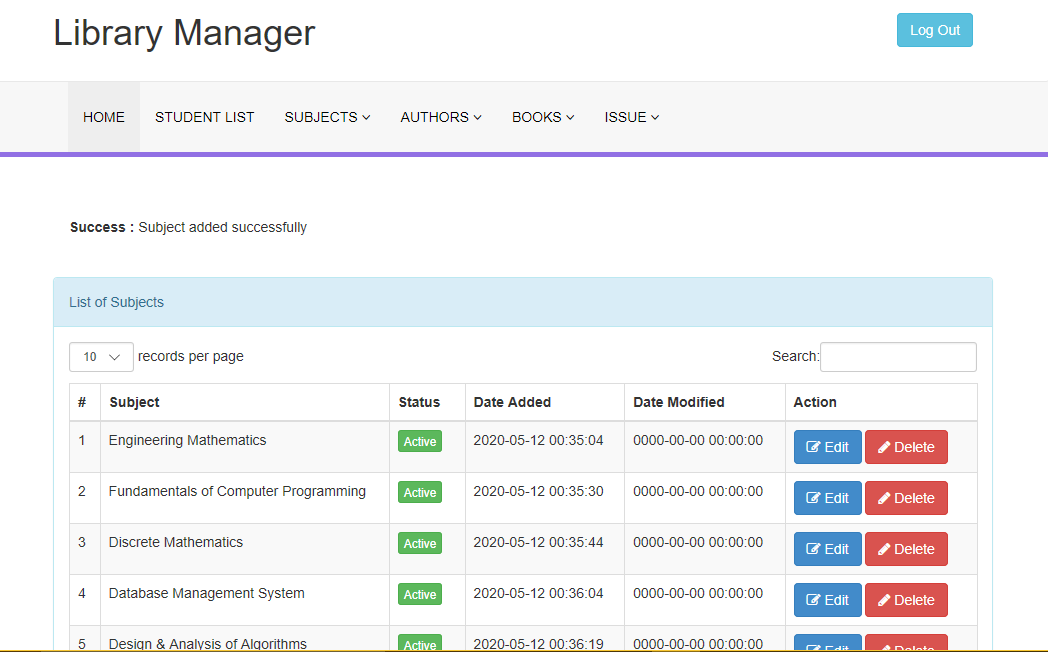 Library Manager
Log Out
HOME STUDENT LIST SUBJECTS AUTHORS BOOKS ISSUE
Success : Subject added successfully
List of Subjects
10 records per page Search:
# Subject Status Date Added Date Modified Action
1 Engineering Mathematics Active 2020-05-12 00:35:04 0000-00-00 00:00:00 Edit Delete
2 Fundamentals of Computer Programming Active 2020-05-12 00:35:30 0000-00-00 00:00:00 Edit Delete
3 Discrete Mathematics Active 2020-05-12 00:35:44 0000-00-00 00:00:00 Edit Delete
4 Database Management System Active 2020-05-12 00:36:04 0000-00-00 00:00:00 Edit Delete
5 Design & Analysis of Algorithms Active 2020-05-12 00:36:19 0000-00-00 00:00:00 Edit Delete